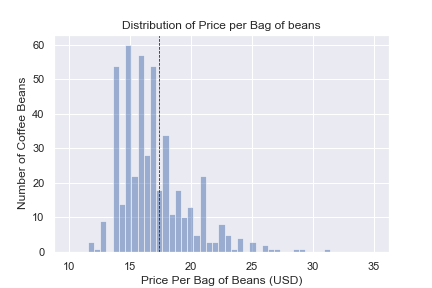 Distribution of Price per Bag of beans
60
50
40
30
20
10
0
Number of Coffee Beans
10 15 20 25 30 35
Price Per Bag of Beans (USD)